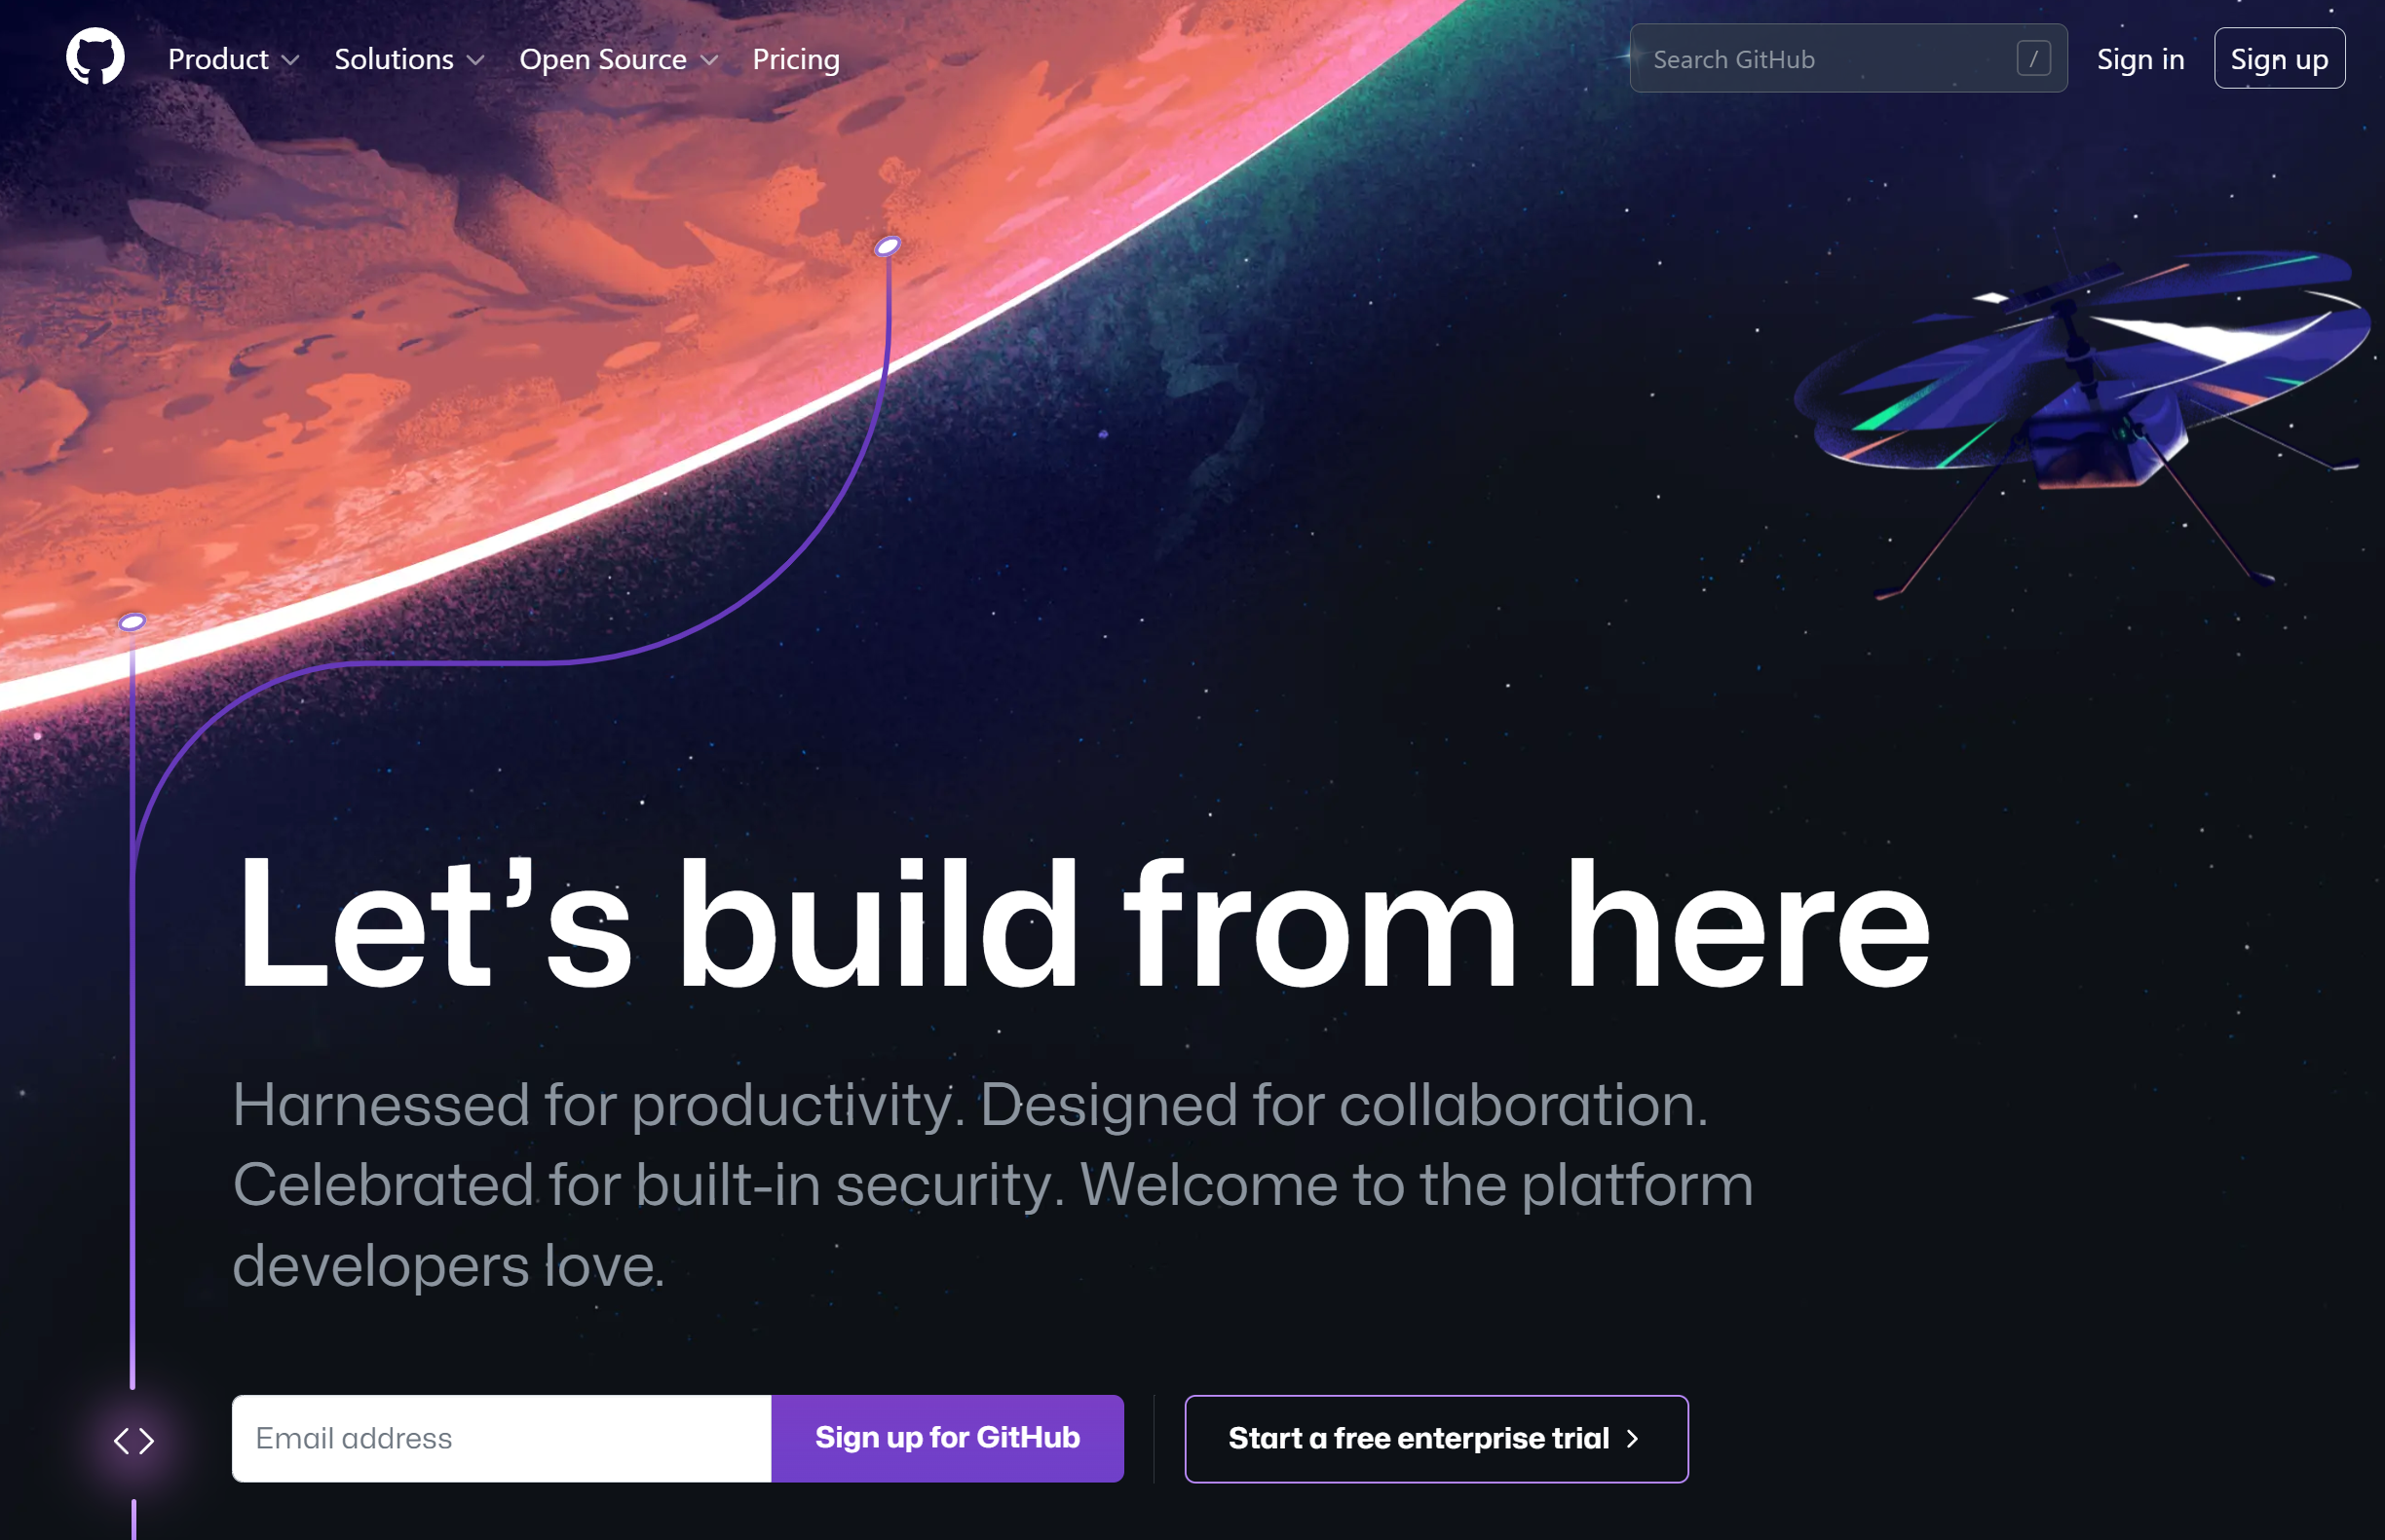 Product
Solutions
Open Source
Pricing
Search GitHub
/
Sign in
Sign up
Let’s build from here
Harnessed for productivity. Designed for collaboration.
Celebrated for built-in security. Welcome to the platform
developers love.
Email address
Sign up for GitHub
Start a free enterprise trial